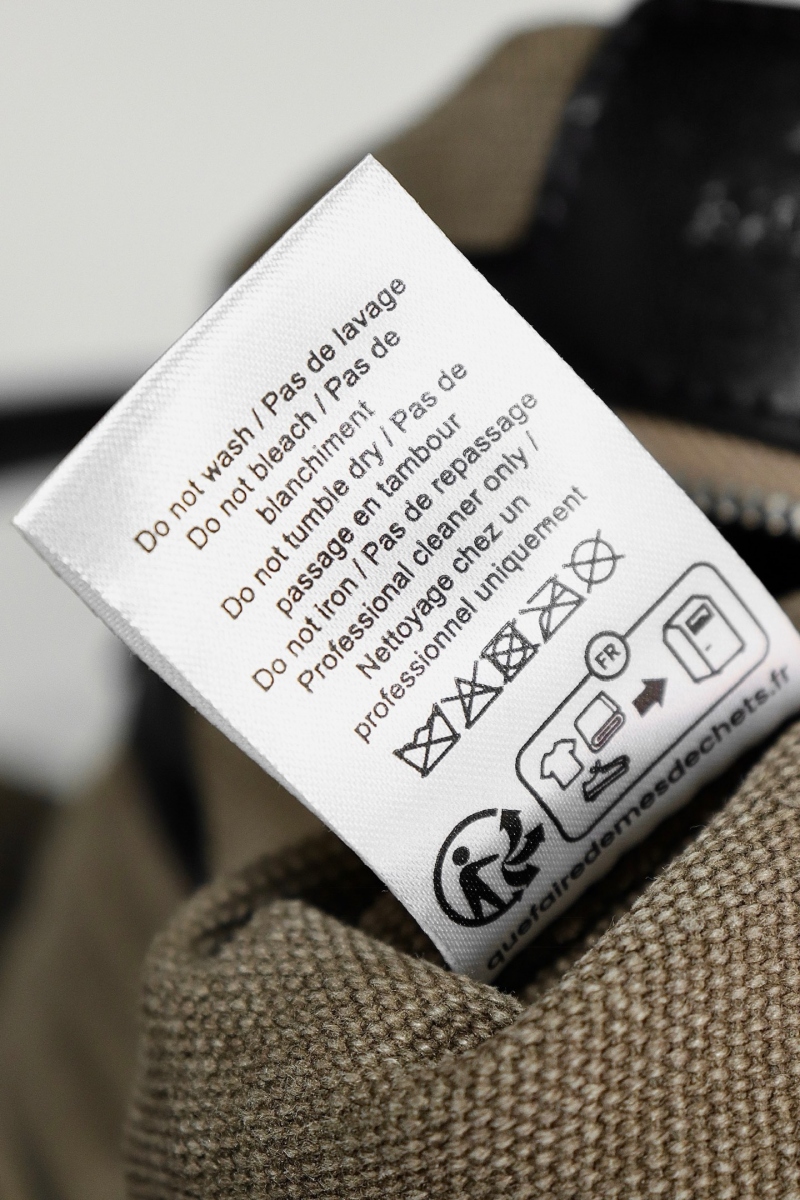 Do not wash / Pas de lavage
Do not bleach / Pas de
blanchiment
Do not tumble dry / Pas de
passage en tambour
Do not iron / Pas de repassage
Professional cleaner only /
Nettoyage chez un
professionnel uniquement
FR
quefairedemesdechets.fr